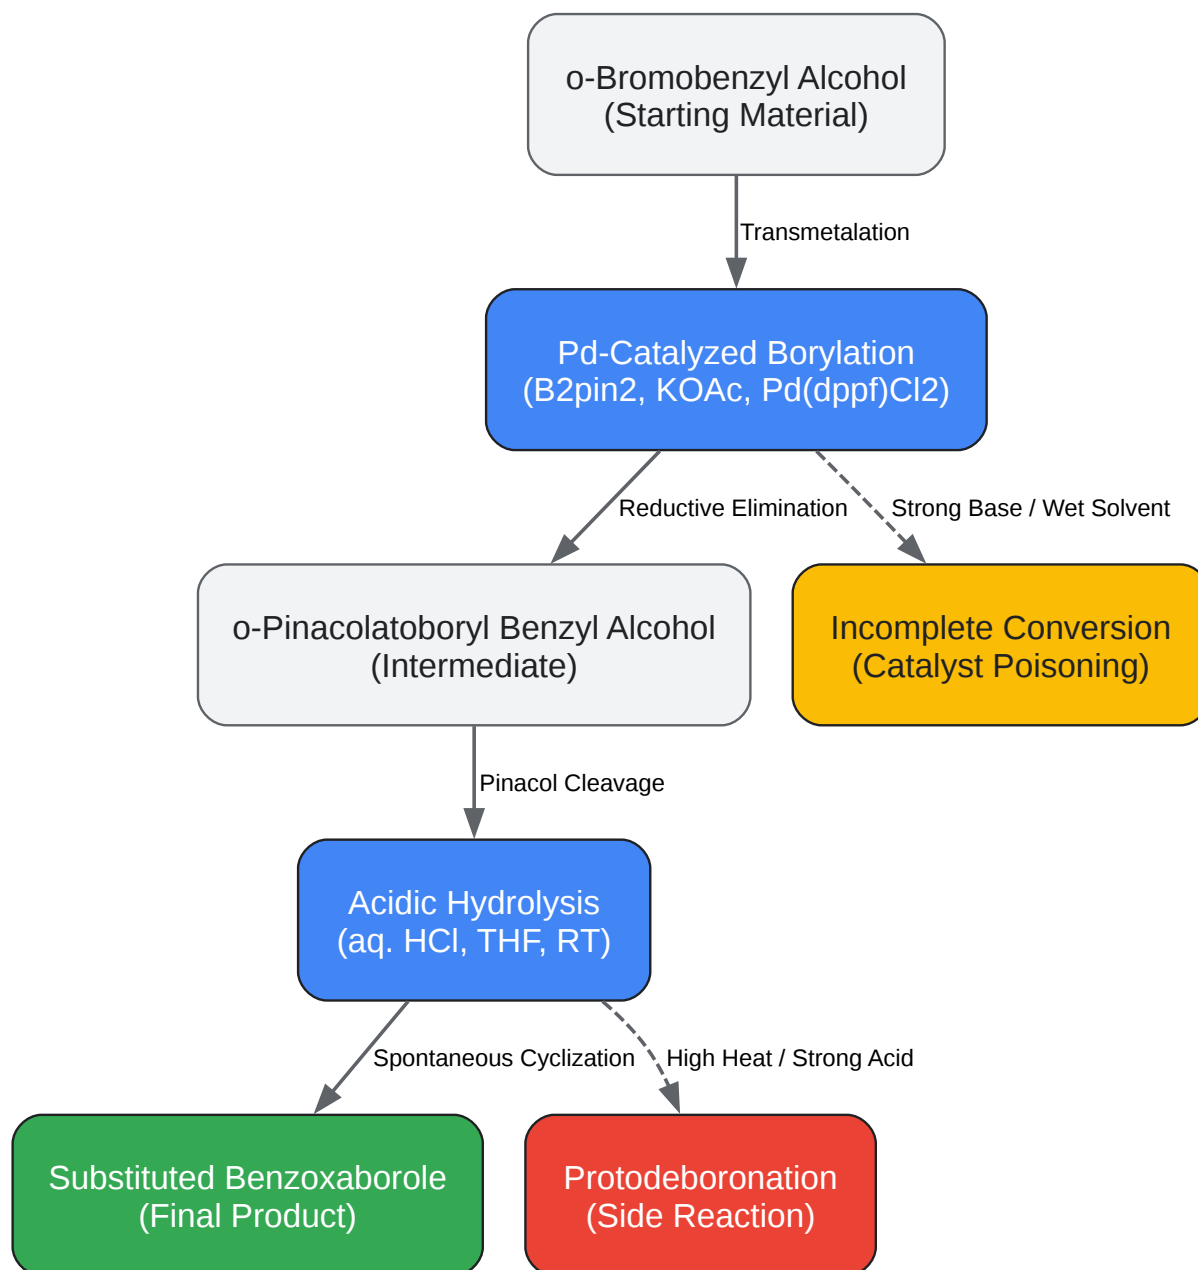 o-Bromobenzyl Alcohol
(Starting Material)
Transmetalation
Pd-Catalyzed Borylation
(B2pin2, KOAc, Pd(dppf)Cl2)
Reductive Elimination
Strong Base / Wet Solvent
o-Pinacolatoboryl Benzyl Alcohol
(Intermediate)
Incomplete Conversion
(Catalyst Poisoning)
Pinacol Cleavage
Acidic Hydrolysis
(aq. HCl, THF, RT)
Spontaneous Cyclization
High Heat / Strong Acid
Substituted Benzoxaborole
(Final Product)
Protodeboronation
(Side Reaction)